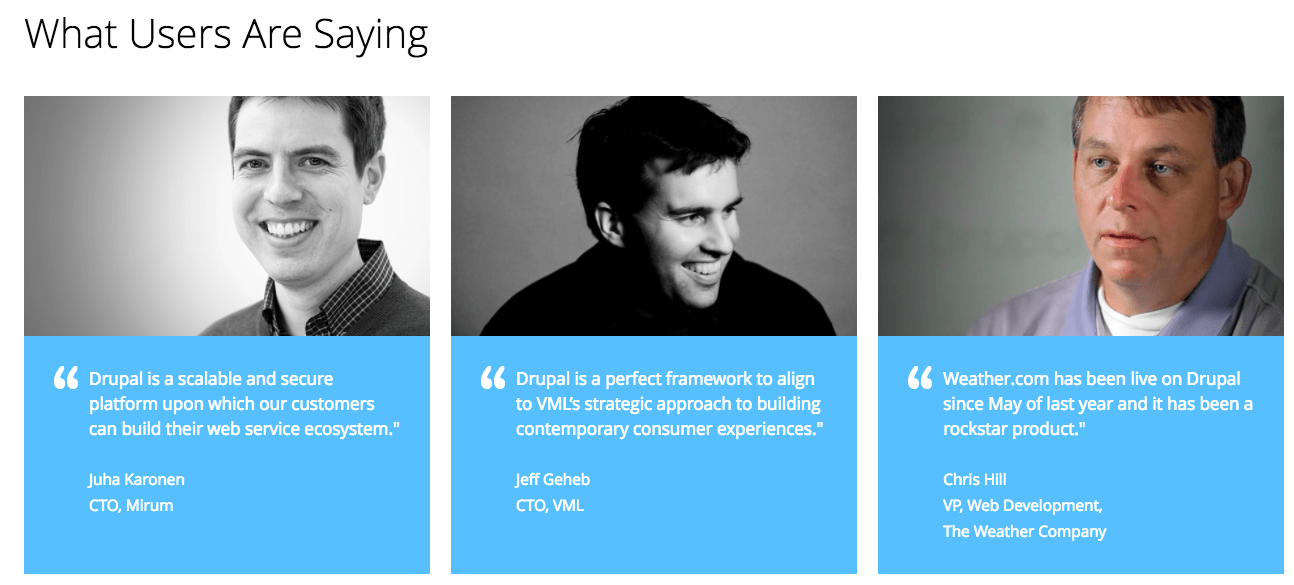 What Users Are Saying
“ Drupal is a scalable and secure
platform upon which our customers
can build their web service ecosystem."
Juha Karonen
CTO, Mirum
“ Drupal is a perfect framework to align
to VML’s strategic approach to building
contemporary consumer experiences."
Jeff Geheb
CTO, VML
“ Weather.com has been live on Drupal
since May of last year and it has been a
rockstar product."
Chris Hill
VP, Web Development,
The Weather Company